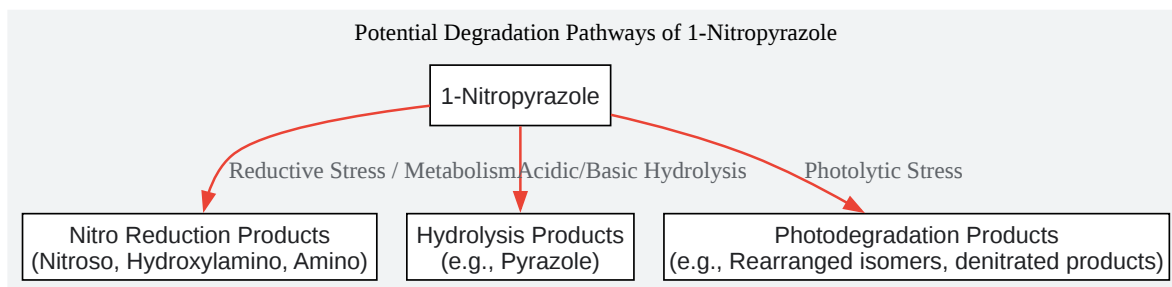 Potential Degradation Pathways of 1-Nitropyrazole
1-Nitropyrazole
Reductive Stress / Metabolism
Acidic/Basic Hydrolysis
Photolytic Stress
Nitro Reduction Products
(Nitroso, Hydroxylamino, Amino)
Hydrolysis Products
(e.g., Pyrazole)
Photodegradation Products
(e.g., Rearranged isomers, denitrated products)